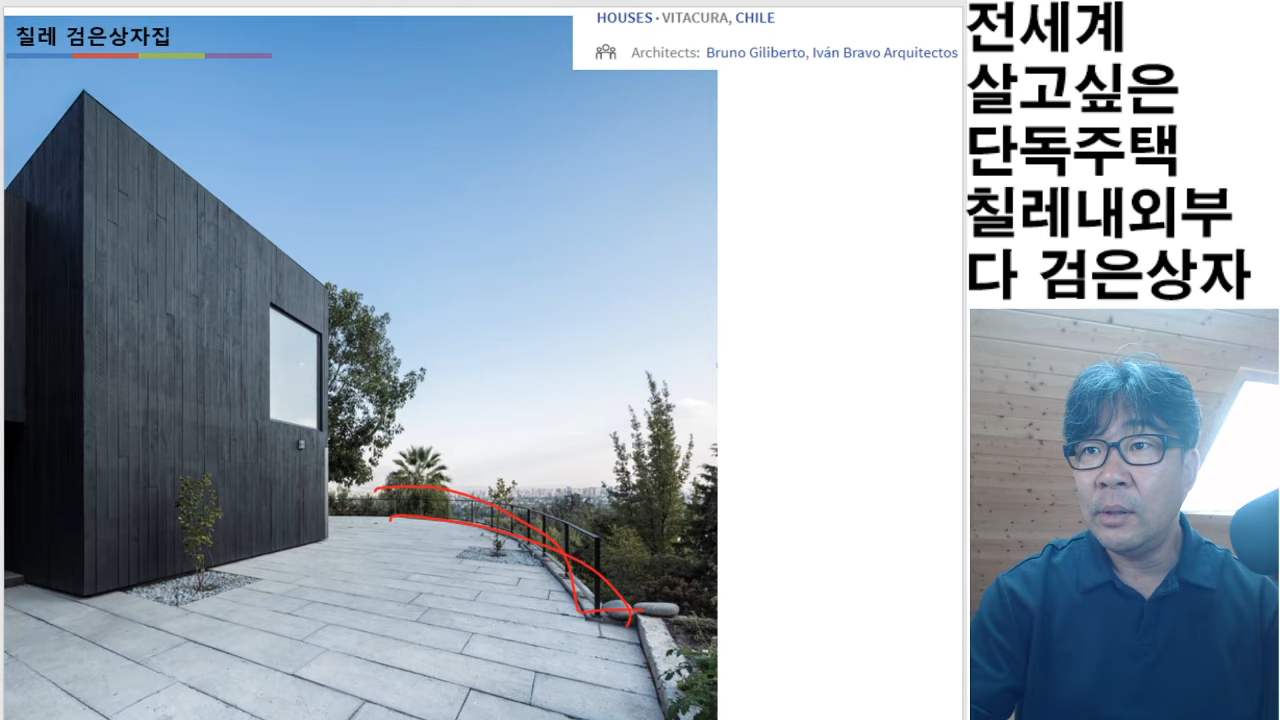 칠레 검은상자집
HOUSES · VITACURA, CHILE
Architects: Bruno Giliberto, Iván Bravo Arquitectos
전세계
살고싶은
단독주택
칠레내외부
다 검은상자